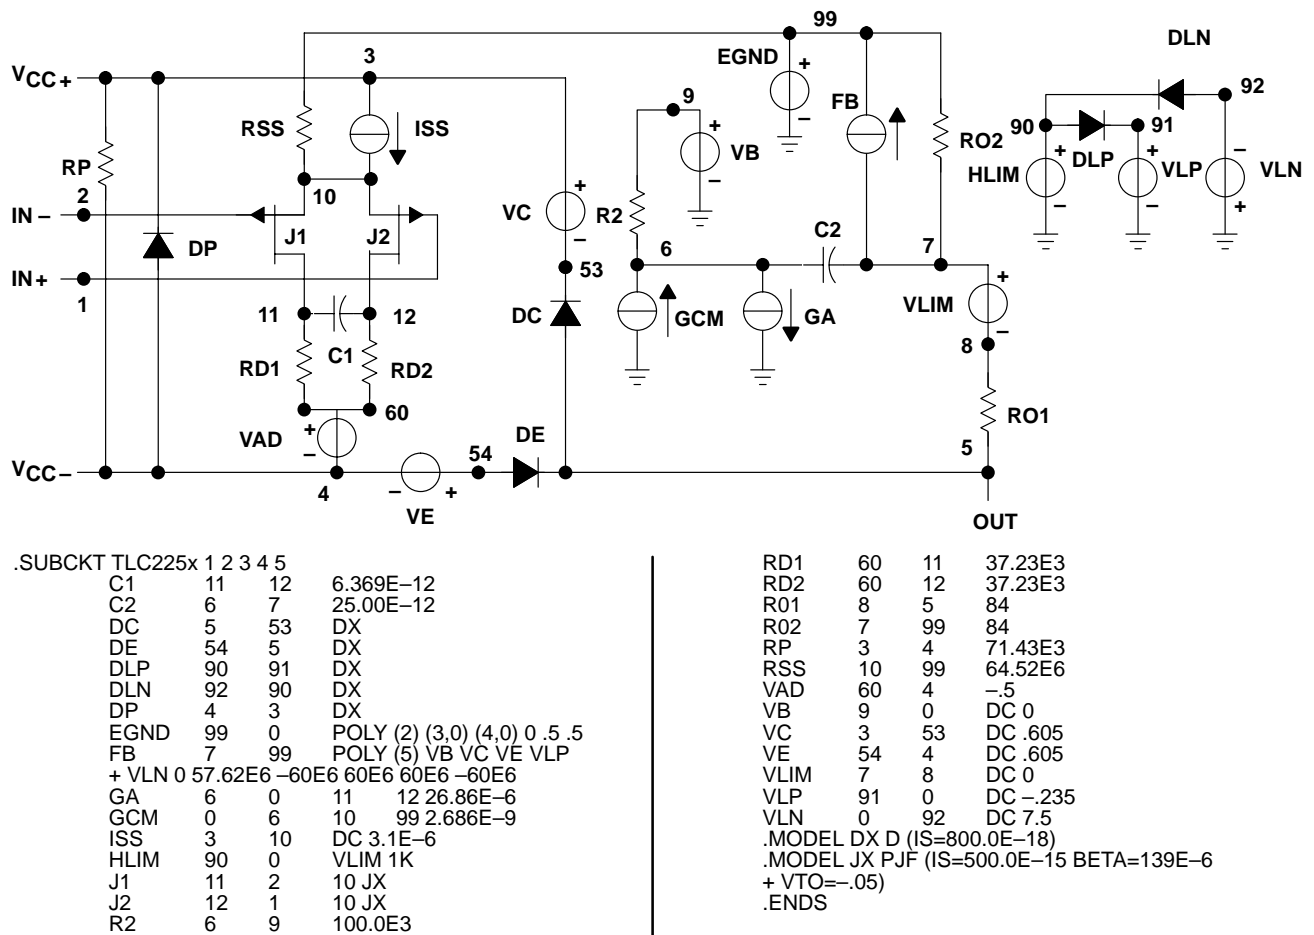 99
DLN
3
EGND
+
–
VCC+
9
FB
92
RSS
ISS
+
VB
–
90
91
RO2
RP
DLP
+
HLIM
–
+
VLP
–
–
VLN
+
10
2
IN –
+
VC
–
R2
C2
J1
J2
DP
6
7
IN+
1
53
+
VLIM
–
11
12
DC
GCM
GA
8
C1
RD1
RD2
60
RO1
+
VAD
–
DE
54
5
VCC–
4
–
+
VE
OUT
.SUBCKT TLC225x 1 2 3 4 5
C1 11 12 6.369E–12
C2 6 7 25.00E–12
DC 5 53 DX
DE 54 5 DX
DLP 90 91 DX
DLN 92 90 DX
DP 4 3 DX
EGND 99 0 POLY (2) (3,0) (4,0) 0 .5 .5
FB 7 99 POLY (5) VB VC VE VLP
+ VLN 0 57.62E6 –60E6 60E6 60E6 –60E6
GA 6 0 11 12 26.86E–6
GCM 0 6 10 99 2.686E–9
ISS 3 10 DC 3.1E–6
HLIM 90 0 VLIM 1K
J1 11 2 10 JX
J2 12 1 10 JX
R2 6 9 100.0E3
RD1 60 11 37.23E3
RD2 60 12 37.23E3
R01 8 5 84
R02 7 99 84
RP 3 4 71.43E3
RSS 10 99 64.52E6
VAD 60 4 –.5
VB 9 0 DC 0
VC 3 53 DC .605
VE 54 4 DC .605
VLIM 7 8 DC 0
VLP 91 0 DC –.235
VLN 0 92 DC 7.5
.MODEL DX D (IS=800.0E–18)
.MODEL JX PJF (IS=500.0E–15 BETA=139E–6
+ VTO=–.05)
.ENDS